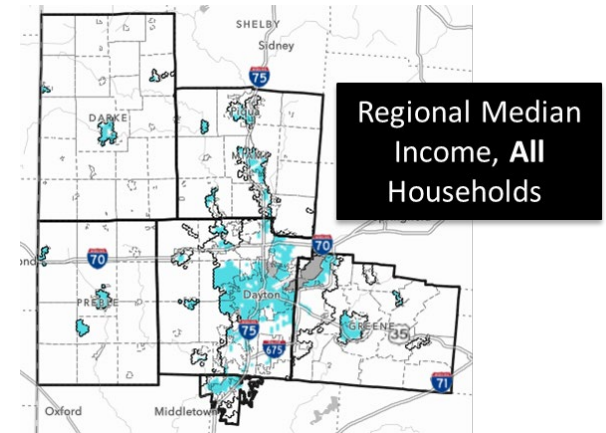 SHELBY
Sidney
75
Regional Median
Income, All
Households
DARKE
70
70
Dayton
PREBLE
75
675
GREENE
35
71
Oxford
Middletown